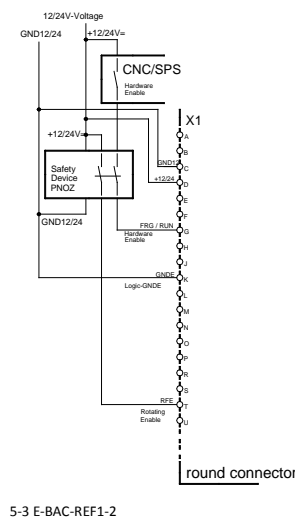 12/24V-Voltage
GND12/24
+12/24V=
CNC/SPS
Hardware
Enable
X1
A
B
+12/24V=
GND12
C
+12/24
D
Safety
Device
PNOZ
E
F
GND12/24
FRG / RUN
G
Hardware
Enable
H
J
GNDE
K
Logic-GNDE
L
M
N
O
P
R
S
RFE
T
Rotating
Enable
U
round connector
5-3 E-BAC-REF1-2